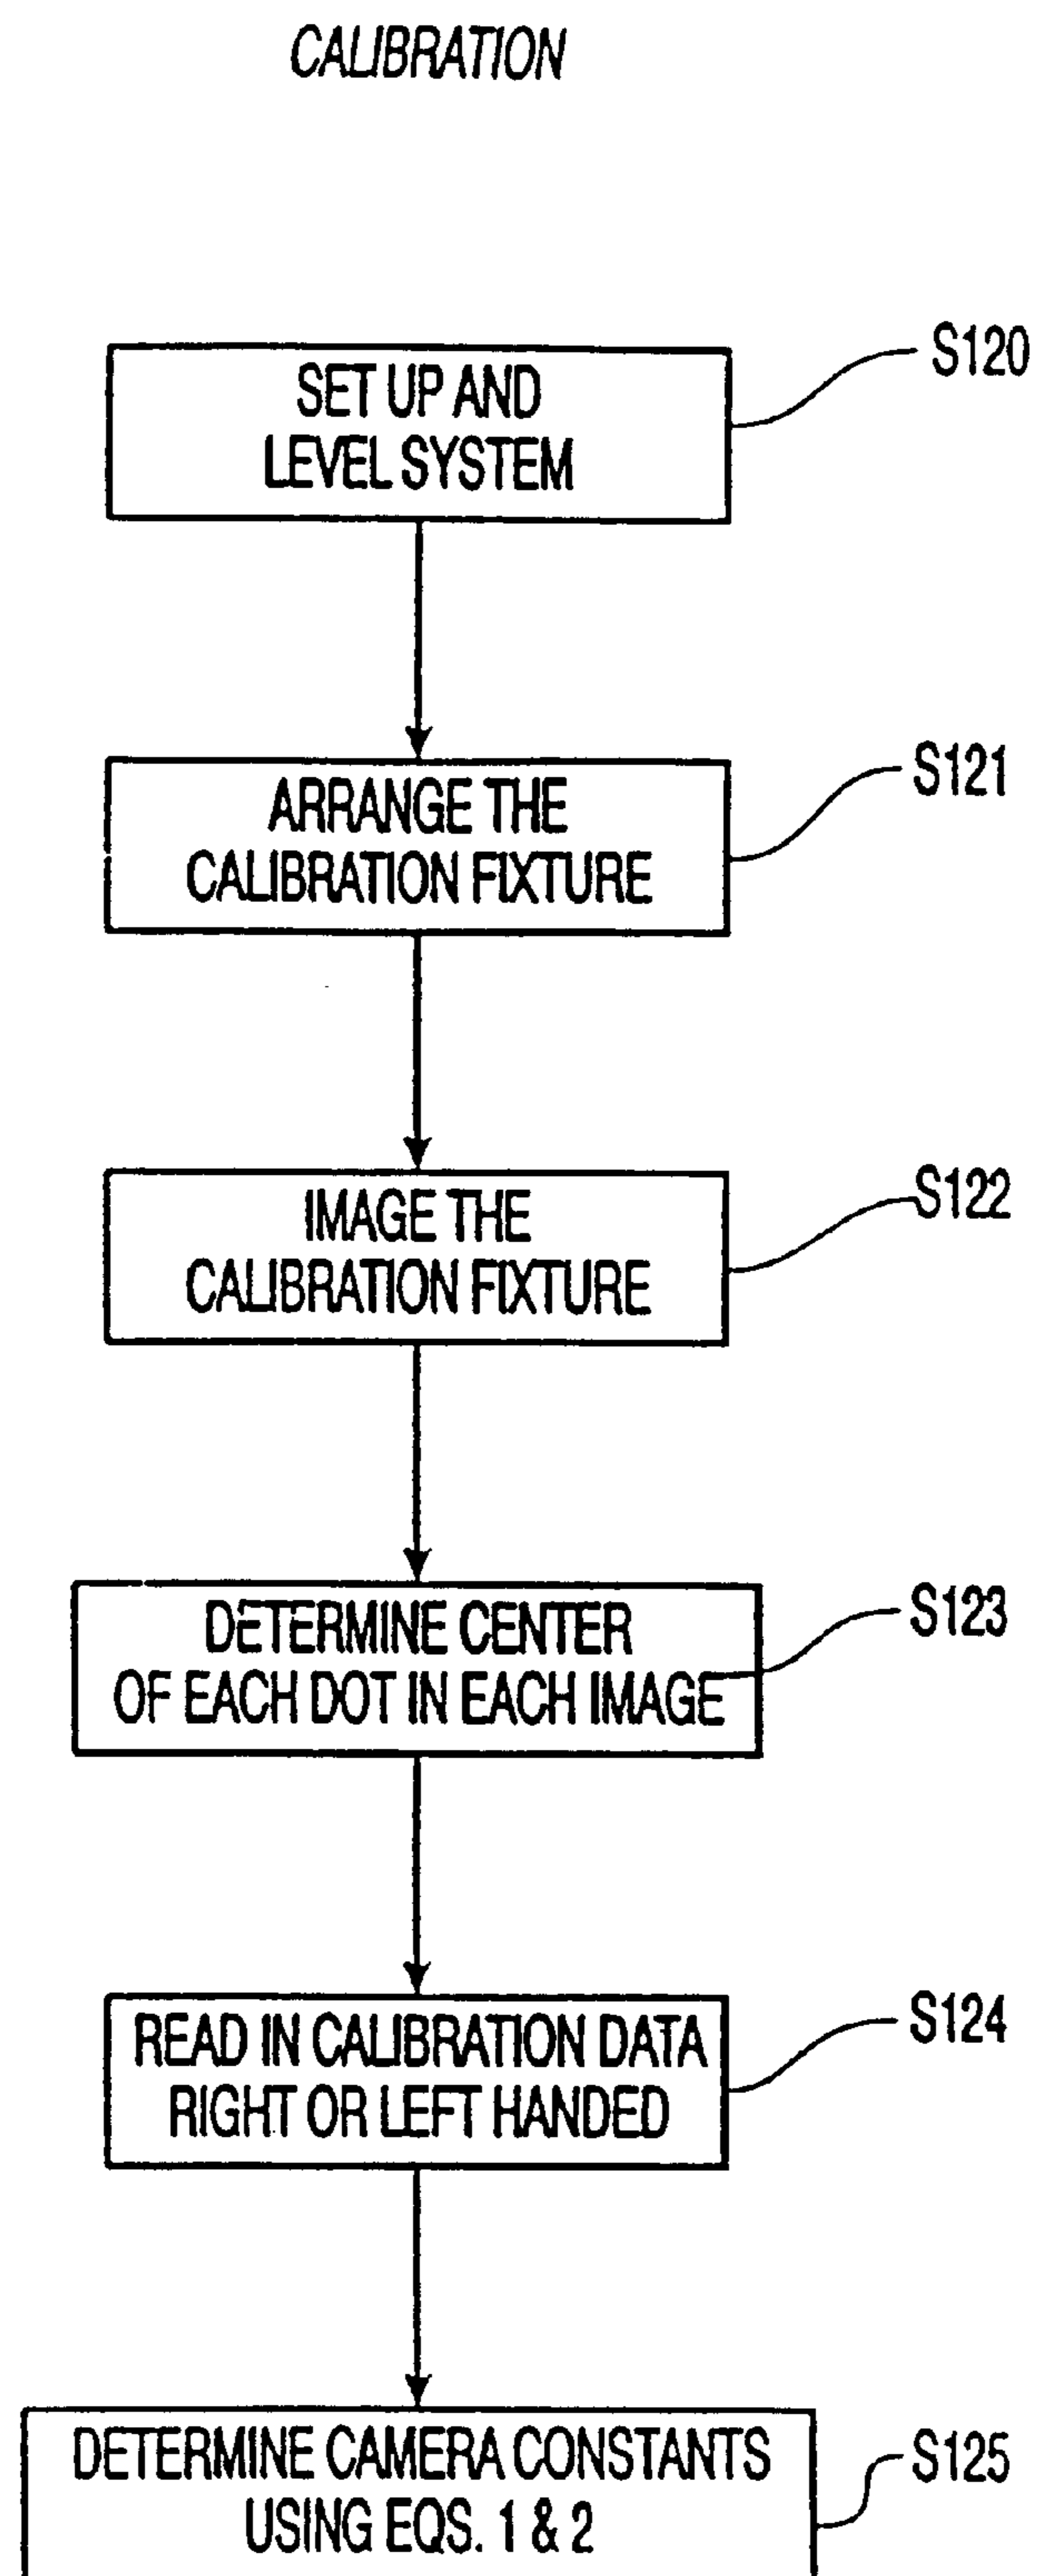 CALIBRATION
SET UP AND
LEVEL SYSTEM
S120
ARRANGE THE
CALIBRATION FIXTURE
S121
IMAGE THE
CALIBRATION FIXTURE
S122
DETERMINE CENTER
OF EACH DOT IN EACH IMAGE
S123
READ IN CALIBRATION DATA
RIGHT OR LEFT HANDED
S124
DETERMINE CAMERA CONSTANTS
USING EQS. 1 & 2
S125